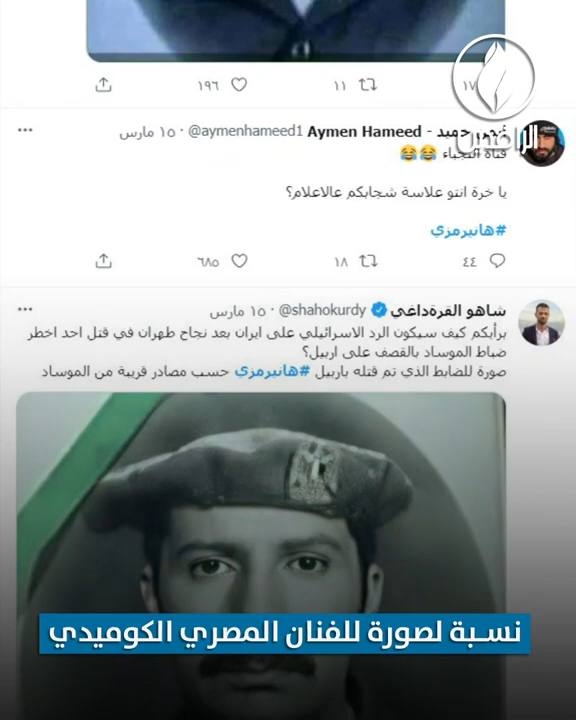 ١٩٦
١١
١٧
حميد - Aymen Hameed @aymenhameed1 · ١٥ مارس
قناة النجباء 😂😂
يا خرة انتو علاسة شجابكم عالاعلام؟
#هانيرمزي
٤٤
١٨
٦٨٥
شاهو القرةداغي @shahokurdy · ١٥ مارس
برأيكم كيف سيكون الرد الاسرائيلي على ايران بعد نجاح طهران في قتل احد اخطر
ضباط الموساد بالقصف على اربيل؟
صورة للضابط الذي تم قتله باربيل #هانيرمزي حسب مصادر قريبة من الموساد
نسبة لصورة للفنان المصري الكوميدي
الرافدين